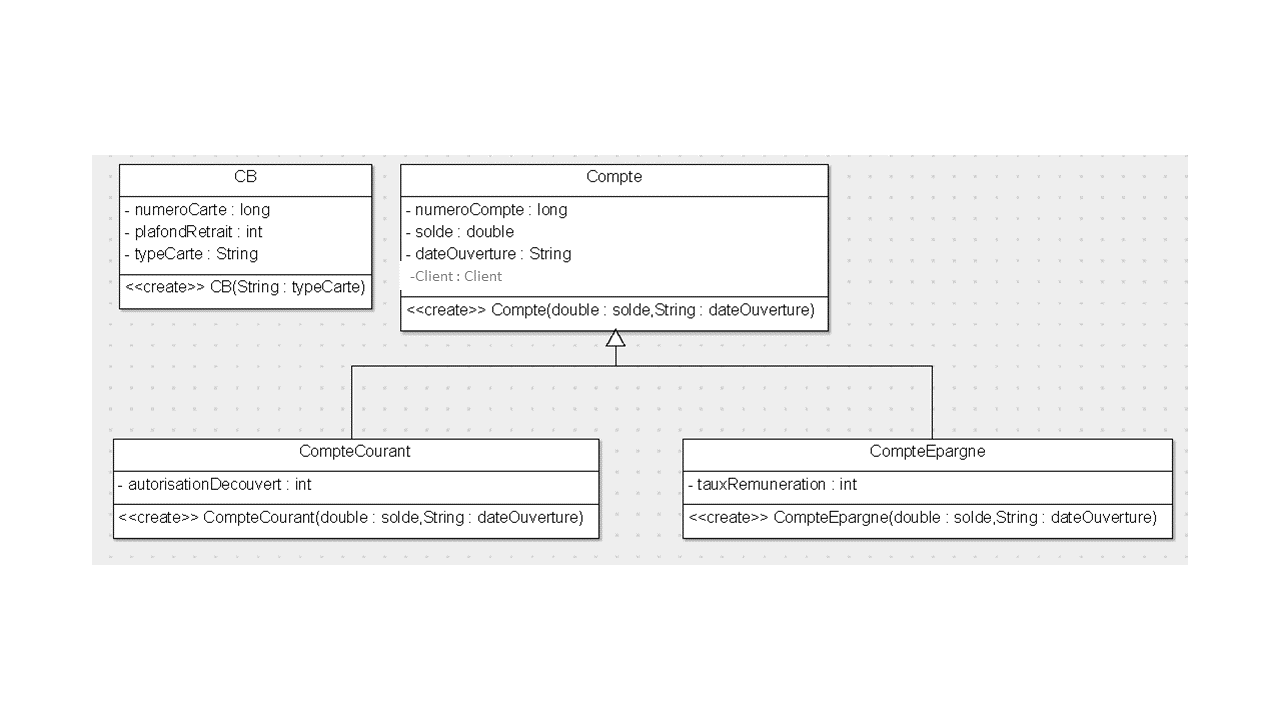 CB
- numeroCarte : long
- plafondRetrait : int
- typeCarte : String
<<create>> CB(String : typeCarte)
Compte
- numeroCompte : long
- solde : double
- dateOuverture : String
-Client : Client
<<create>> Compte(double : solde,String : dateOuverture)
CompteCourant
- autorisationDecouvert : int
<<create>> CompteCourant(double : solde,String : dateOuverture)
CompteEpargne
- tauxRemuneration : int
<<create>> CompteEpargne(double : solde,String : dateOuverture)